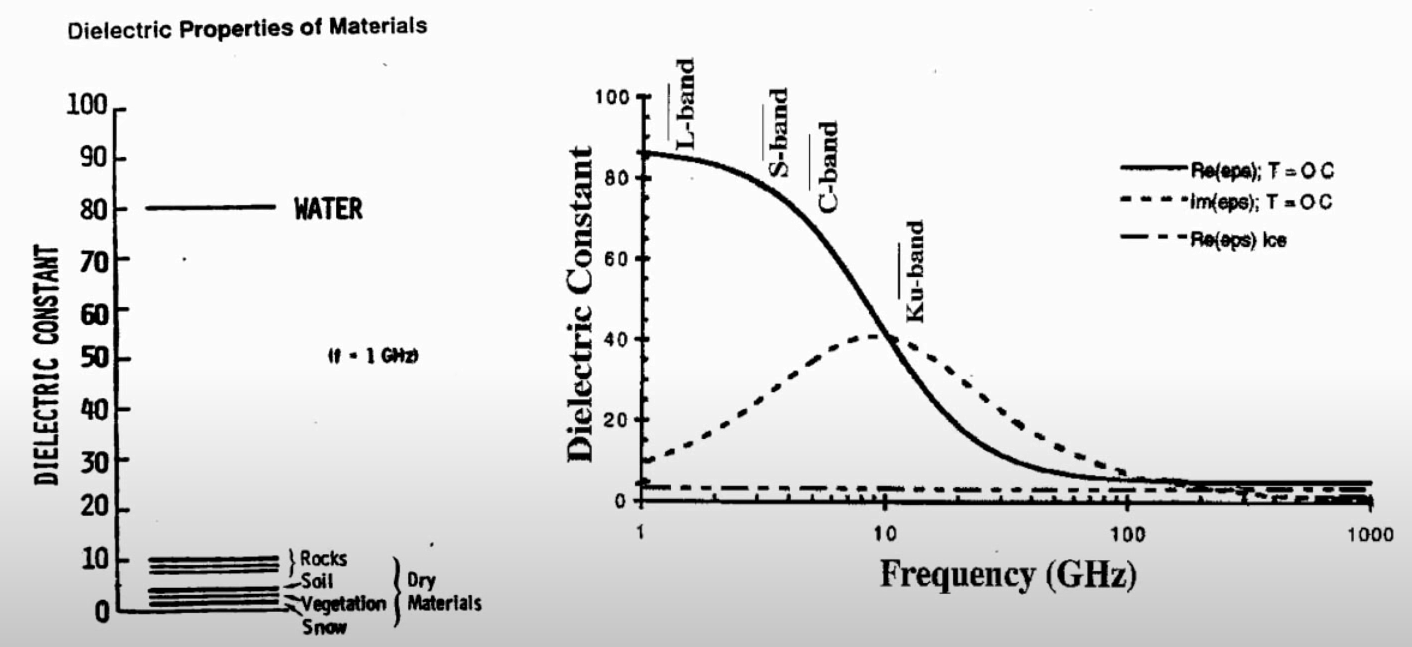 Dielectric Properties of Materials
100
90
80
70
60
50
40
30
20
10
0
DIELECTRIC CONSTANT
WATER
(f = 1 GHz)
Rocks
Soil
Vegetation
Snow
Dry
Materials
100
80
60
40
20
0
Dielectric Constant
L-band
S-band
C-band
Ku-band
Re(eps); T = 0 C
Im(eps); T = 0 C
Re(eps) Ice
1
10
100
1000
Frequency (GHz)